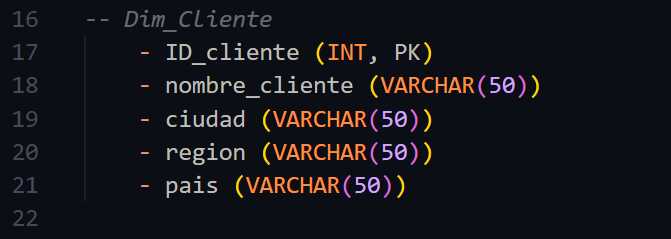 16 -- Dim_Cliente
17 - ID_cliente (INT, PK)
18 - nombre_cliente (VARCHAR(50))
19 - ciudad (VARCHAR(50))
20 - region (VARCHAR(50))
21 - pais (VARCHAR(50))
22